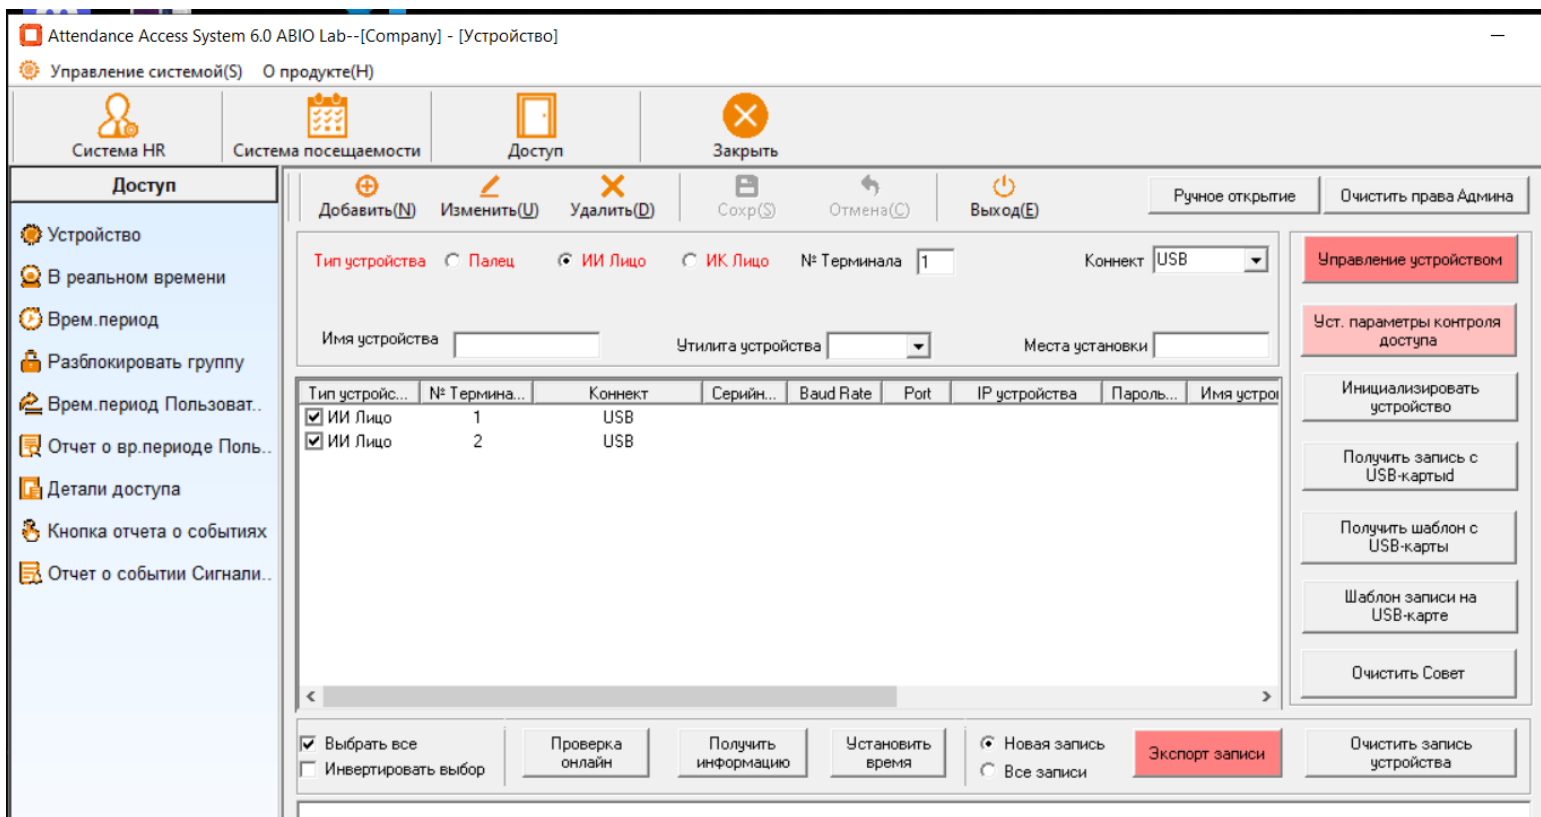 Attendance Access System 6.0 ABIO Lab--[Company] - [Устройство]
Управление системой(S) О продукте(H)
Система HR Система посещаемости Доступ Закрыть
Доступ
Устройство
В реальном времени
Врем.период
Разблокировать группу
Врем.период Пользоват..
Отчет о вр.периоде Поль..
Детали доступа
Кнопка отчета о событиях
Отчет о событии Сигнали..
Добавить(N) Изменить(U) Удалить(D) Сохр(S) Отмена(C) Выход(E) Ручное открытие Очистить права Админа
Тип устройства Палец ИИ Лицо ИК Лицо № Терминала 1 Коннект USB
Имя устройства Утилита устройства Места установки
Тип устройс... № Термина... Коннект Серийн... Baud Rate Port IP устройства Пароль... Имя устрої
ИИ Лицо 1 USB
ИИ Лицо 2 USB
Управление устройством
Уст. параметры контроля
доступа
Инициализировать
устройство
Получить запись с
USB-картыd
Получить шаблон с
USB-карты
Шаблон записи на
USB-карте
Очистить Совет
Выбрать все
Инвертировать выбор
Проверка
онлайн
Получить
информацию
Установить
время
Новая запись
Все записи
Экспорт записи
Очистить запись
устройства